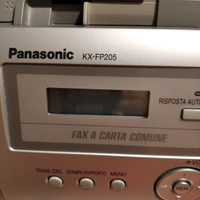 Panasonic KX-FP205
RISPOSTA AUT
FAX A CARTA COMUNE
MENU